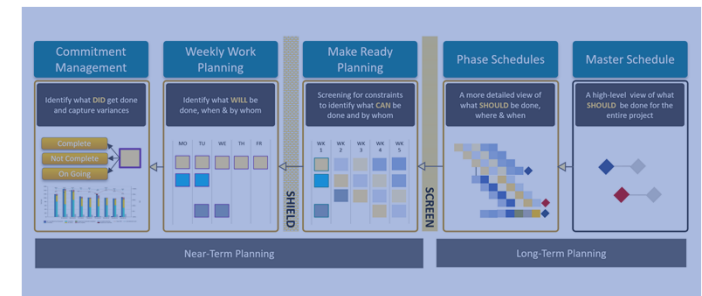 Commitment
Management
Identify what DID get done
and capture variances
Complete
Not Complete
On Going
Weekly Work
Planning
Identify what WILL be
done, when & by whom
MO TU WE TH FR
SHIELD
Make Ready
Planning
Screening for constraints
to identify what CAN be
done and by whom
WK WK WK WK WK
1 2 3 4 5
SCREEN
Phase Schedules
A more detailed view of
what SHOULD be done,
where & when
Master Schedule
A high-level view of what
SHOULD be done for the
entire project
Near-Term Planning
Long-Term Planning